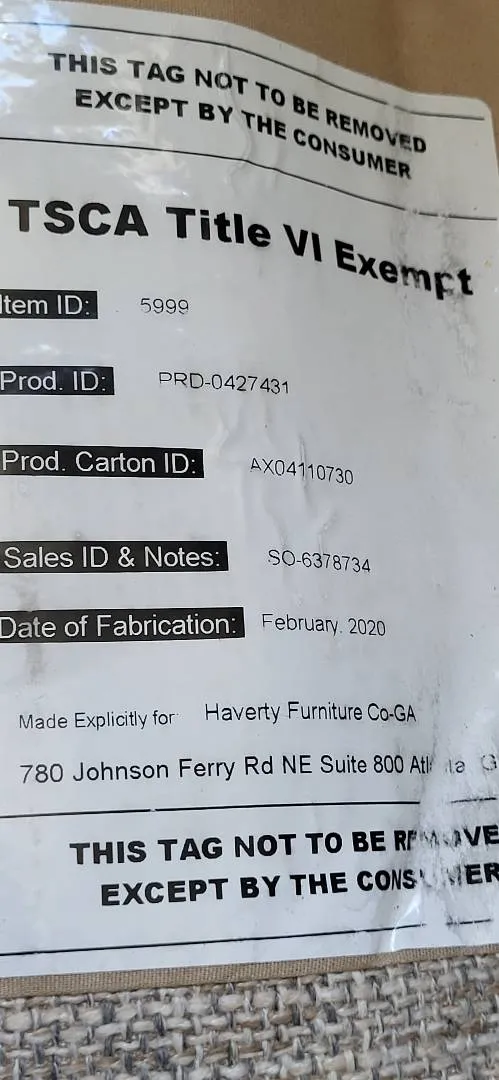 THIS TAG NOT TO BE REMOVED
EXCEPT BY THE CONSUMER
TSCA Title VI Exempt
Item ID: 5999
Prod. ID: PRD-0427431
Prod. Carton ID: AX04110730
Sales ID & Notes: SO-6378734
Date of Fabrication: February. 2020
Made Explicitly for Haverty Furniture Co-GA
780 Johnson Ferry Rd NE Suite 800
THIS TAG NOT TO BE REMOVE
EXCEPT BY THE CONSUMER